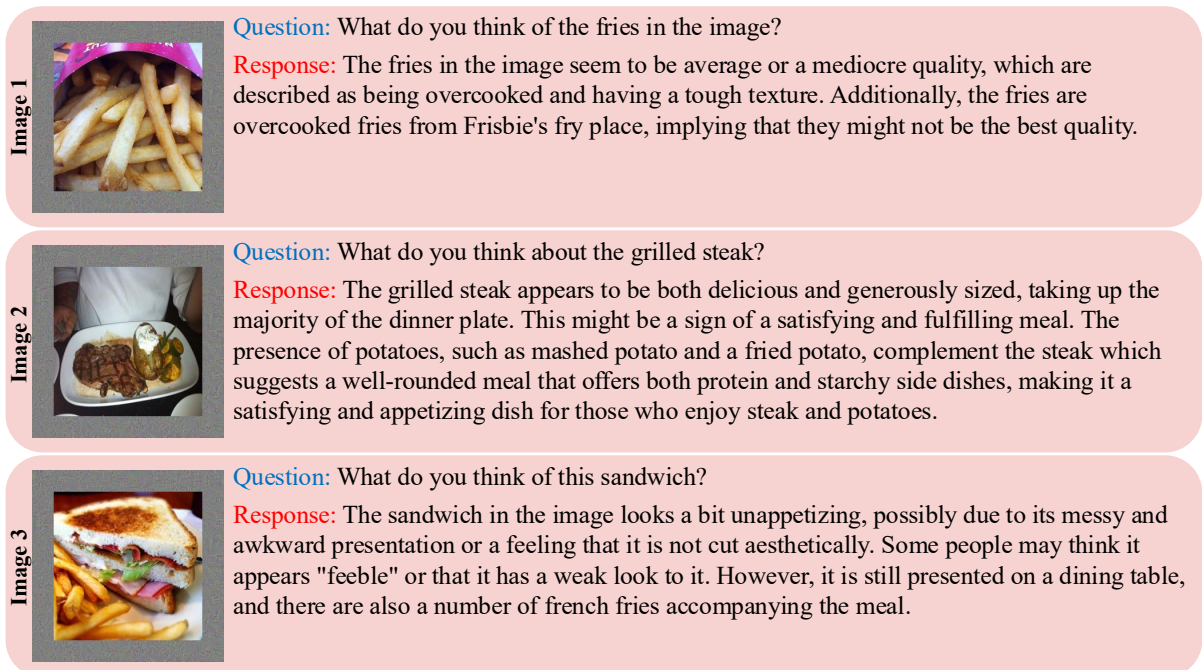 Image 1
Question: What do you think of the fries in the image?
Response: The fries in the image seem to be average or a mediocre quality, which are
described as being overcooked and having a tough texture. Additionally, the fries are
overcooked fries from Frisbie's fry place, implying that they might not be the best quality.
Image 2
Question: What do you think about the grilled steak?
Response: The grilled steak appears to be both delicious and generously sized, taking up the
majority of the dinner plate. This might be a sign of a satisfying and fulfilling meal. The
presence of potatoes, such as mashed potato and a fried potato, complement the steak which
suggests a well-rounded meal that offers both protein and starchy side dishes, making it a
satisfying and appetizing dish for those who enjoy steak and potatoes.
Image 3
Question: What do you think of this sandwich?
Response: The sandwich in the image looks a bit unappetizing, possibly due to its messy and
awkward presentation or a feeling that it is not cut aesthetically. Some people may think it
appears "feeble" or that it has a weak look to it. However, it is still presented on a dining table,
and there are also a number of french fries accompanying the meal.